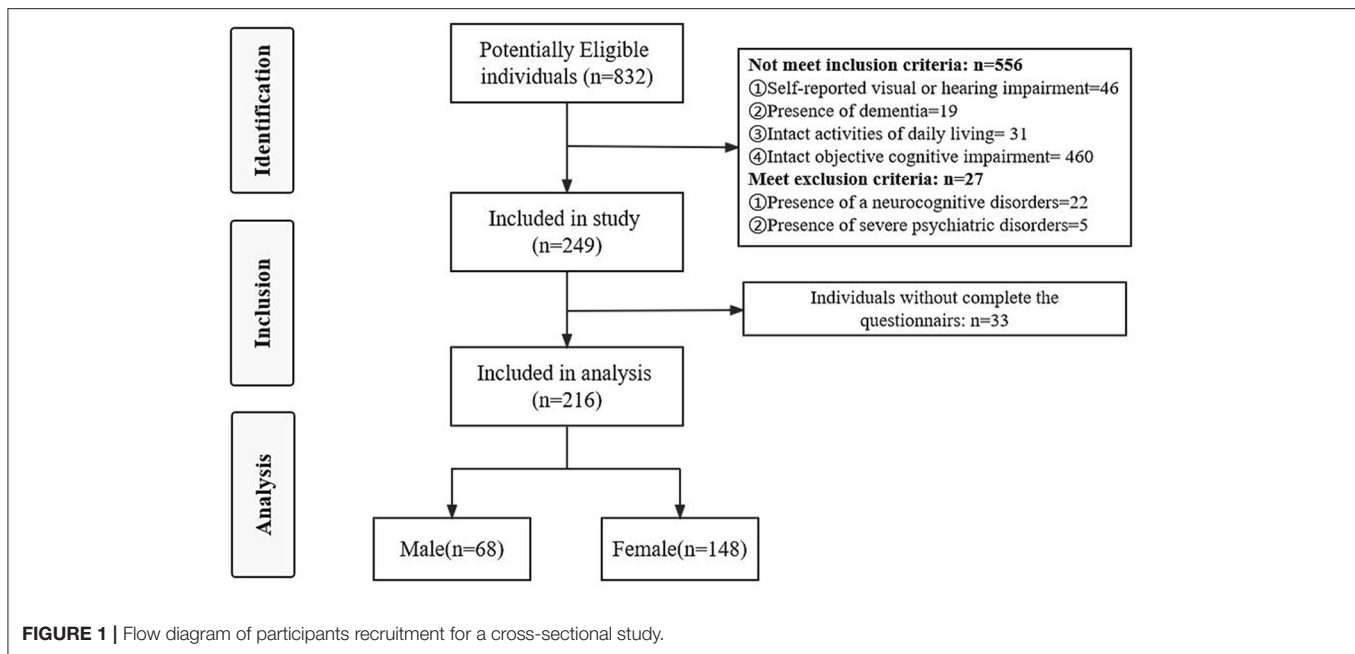 Identification
Potentially Eligible
individuals (n=832)
Not meet inclusion criteria: n=556
①Self-reported visual or hearing impairment=46
②Presence of dementia=19
③Intact activities of daily living= 31
④Intact objective cognitive impairment= 460
Meet exclusion criteria: n=27
①Presence of a neurocognitive disorders=22
②Presence of severe psychiatric disorders=5
Inclusion
Included in study
(n=249)
Individuals without complete the
questionnairs: n=33
Included in analysis
(n=216)
Analysis
Male(n=68)
Female(n=148)
FIGURE 1 | Flow diagram of participants recruitment for a cross-sectional study.